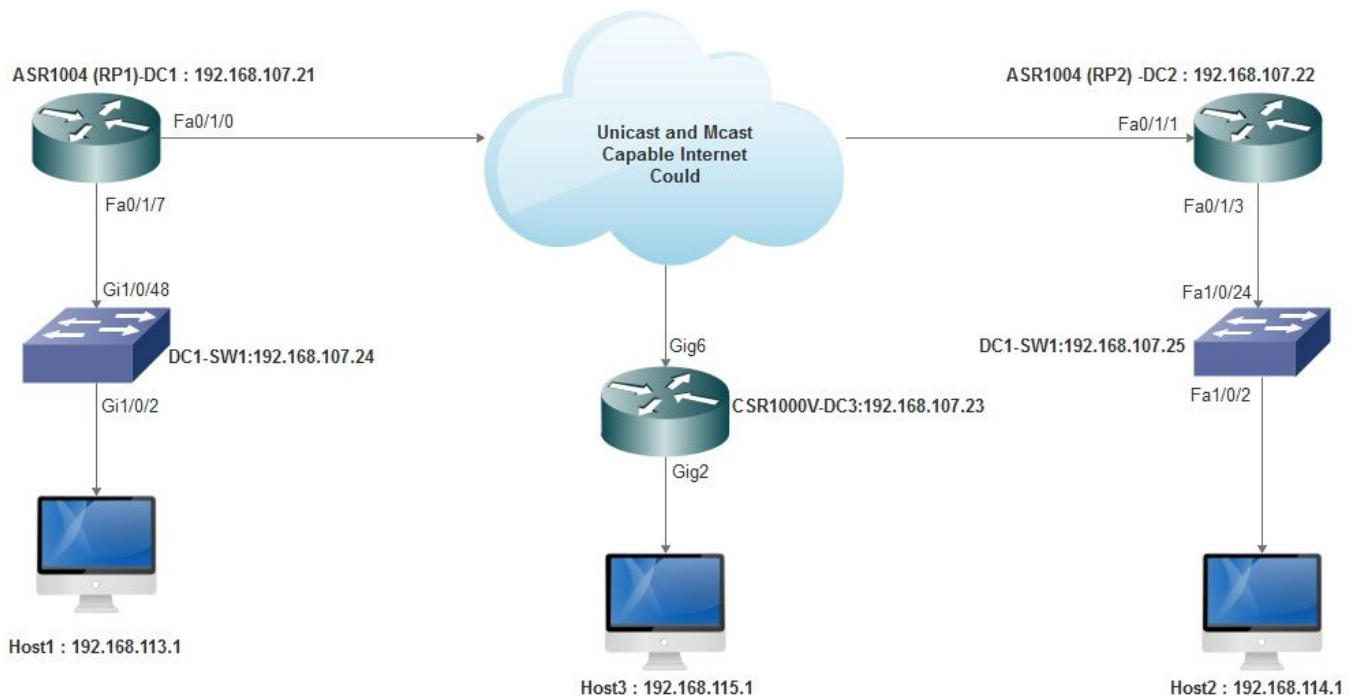 ASR1004 (RP1)-DC1 : 192.168.107.21
ASR1004 (RP2) -DC2 : 192.168.107.22
Fa0/1/0
Unicast and Mcast
Capable Internet
Could
Fa0/1/1
Fa0/1/7
Fa0/1/3
Gi1/0/48
Fa1/0/24
DC1-SW1:192.168.107.24
Gig6
DC1-SW1:192.168.107.25
Gi1/0/2
CSR1000V-DC3:192.168.107.23
Fa1/0/2
Gig2
Host1 : 192.168.113.1
Host3 : 192.168.115.1
Host2 : 192.168.114.1